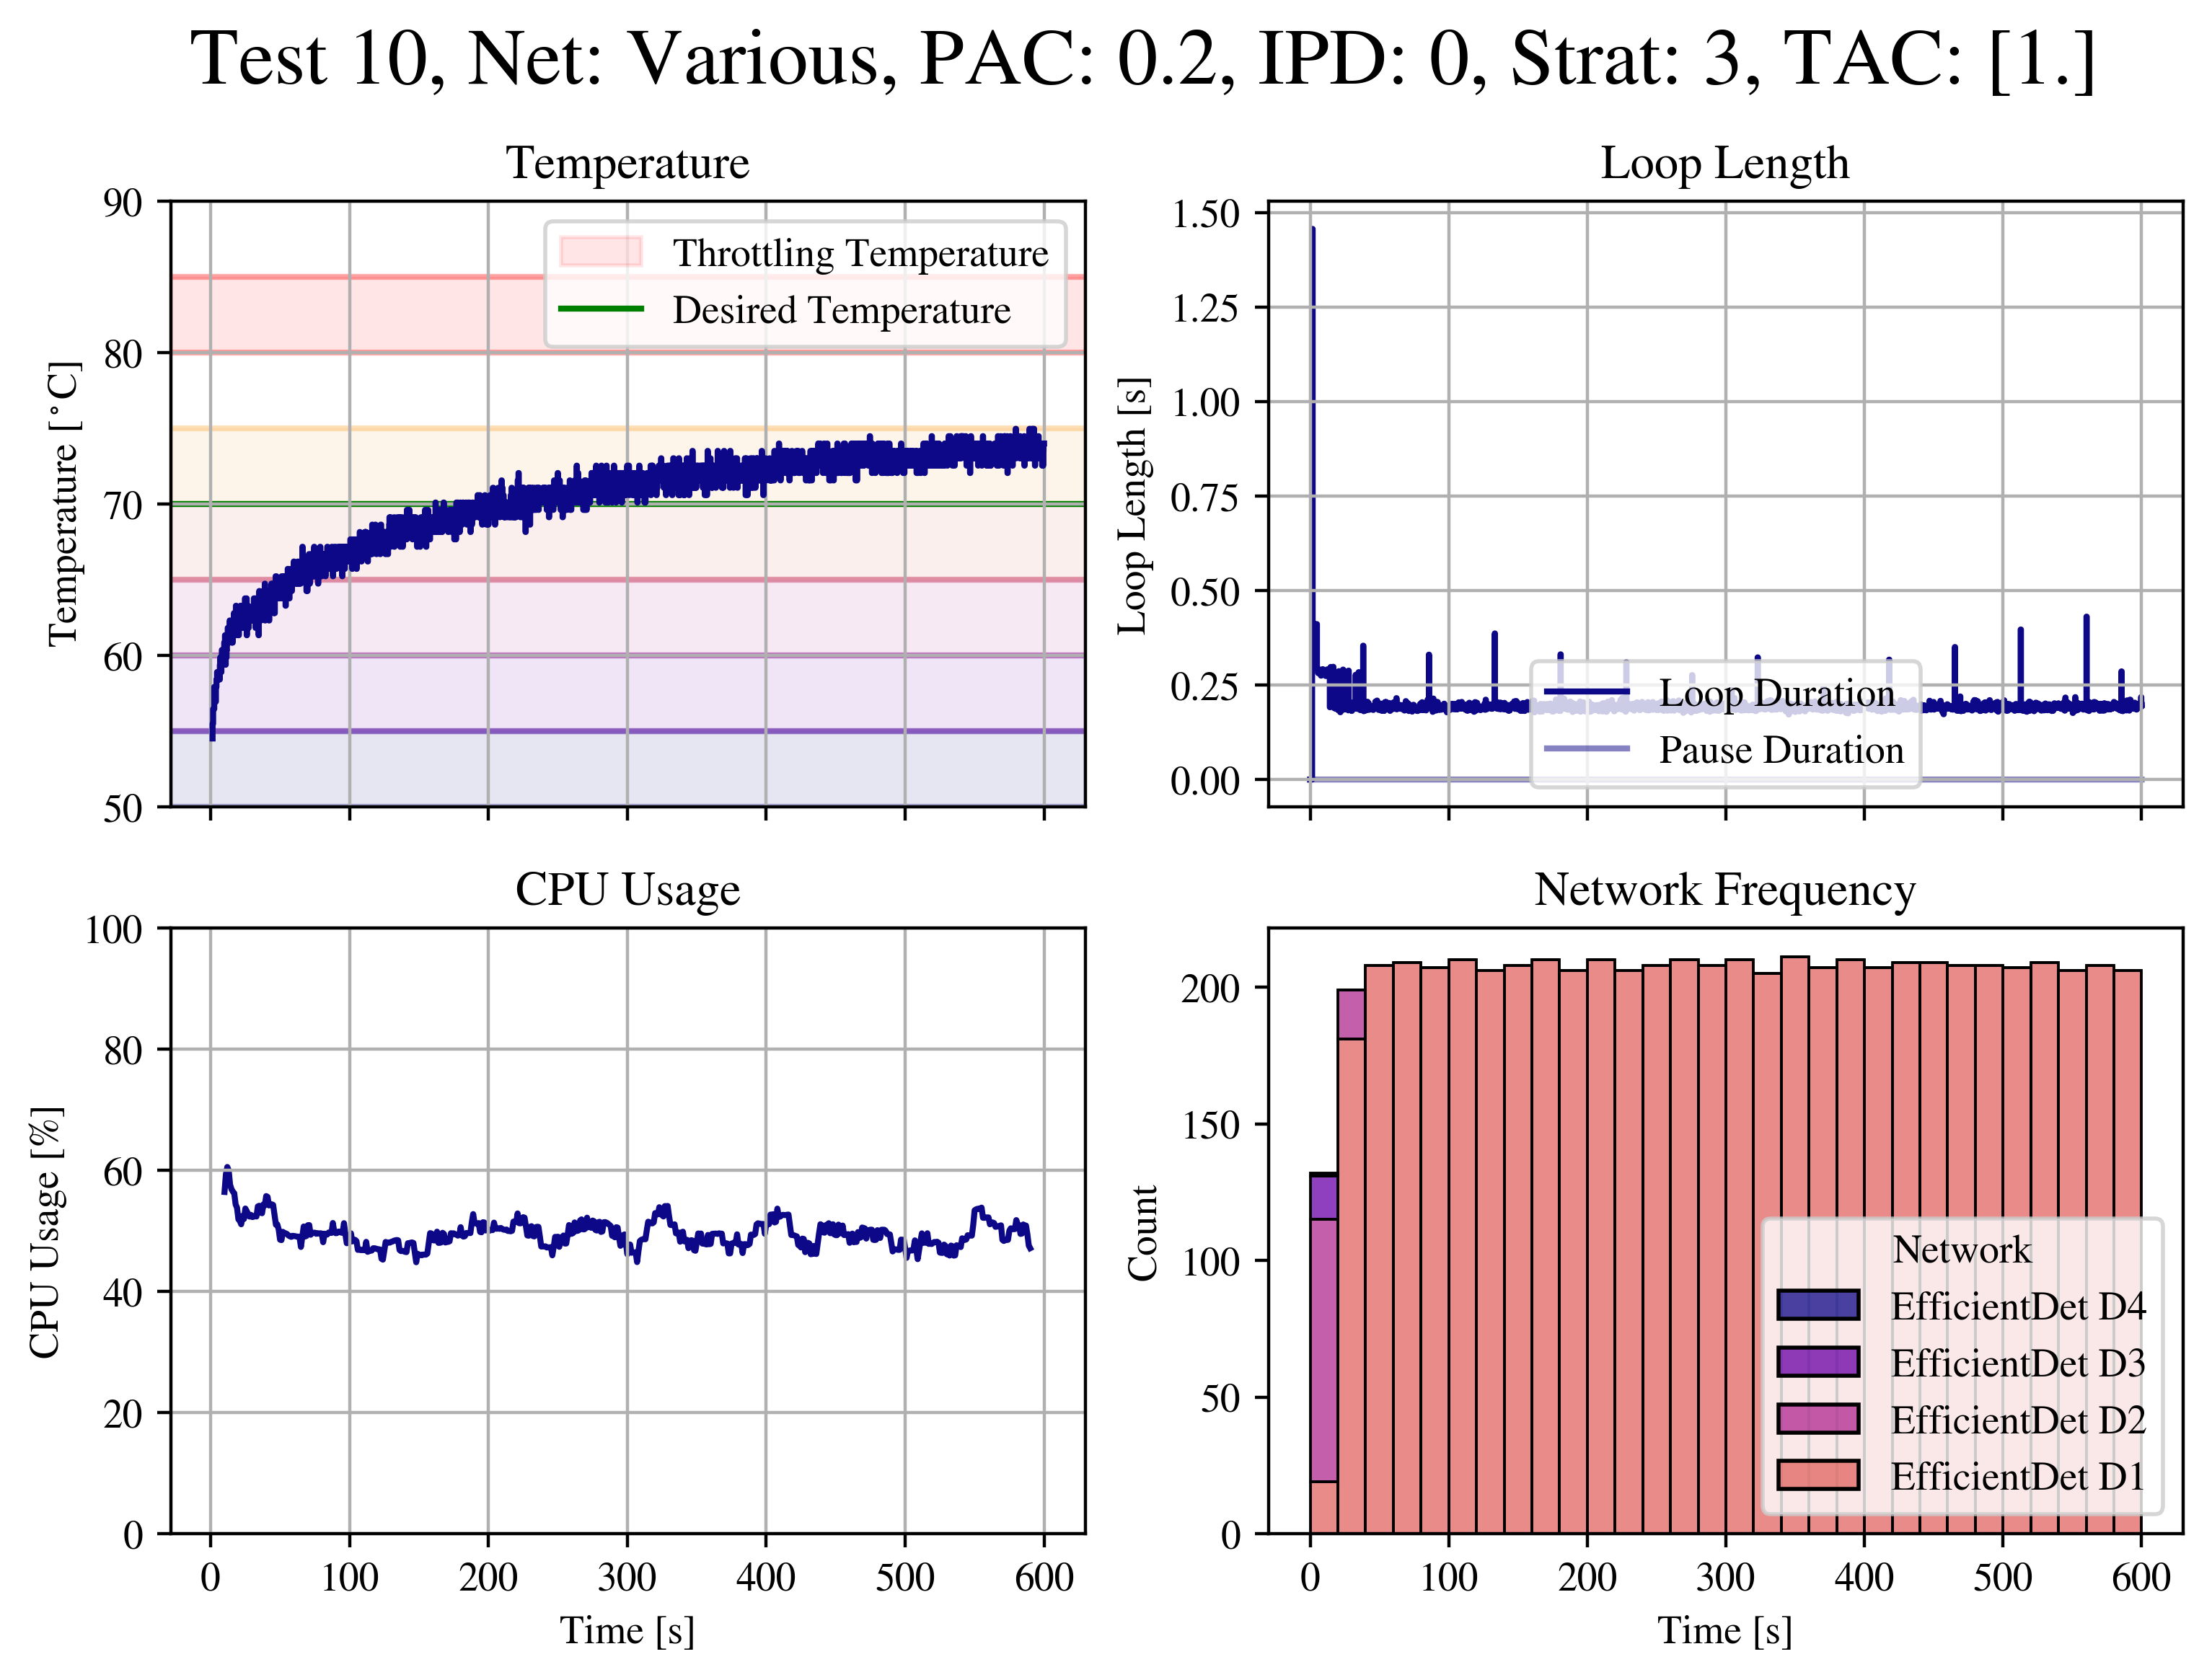 Test 10, Net: Various, PAC: 0.2, IPD: 0, Strat: 3, TAC: [1.]
Temperature
90
80
70
60
50
Temperature [°C]
Throttling Temperature
Desired Temperature
Loop Length
1.50
1.25
1.00
0.75
0.50
0.25
0.00
Loop Length [s]
Loop Duration
Pause Duration
CPU Usage
100
80
60
40
20
0
CPU Usage [%]
0 100 200 300 400 500 600
Time [s]
Network Frequency
200
150
100
50
0
Count
Network
EfficientDet D4
EfficientDet D3
EfficientDet D2
EfficientDet D1
0 100 200 300 400 500 600
Time [s]